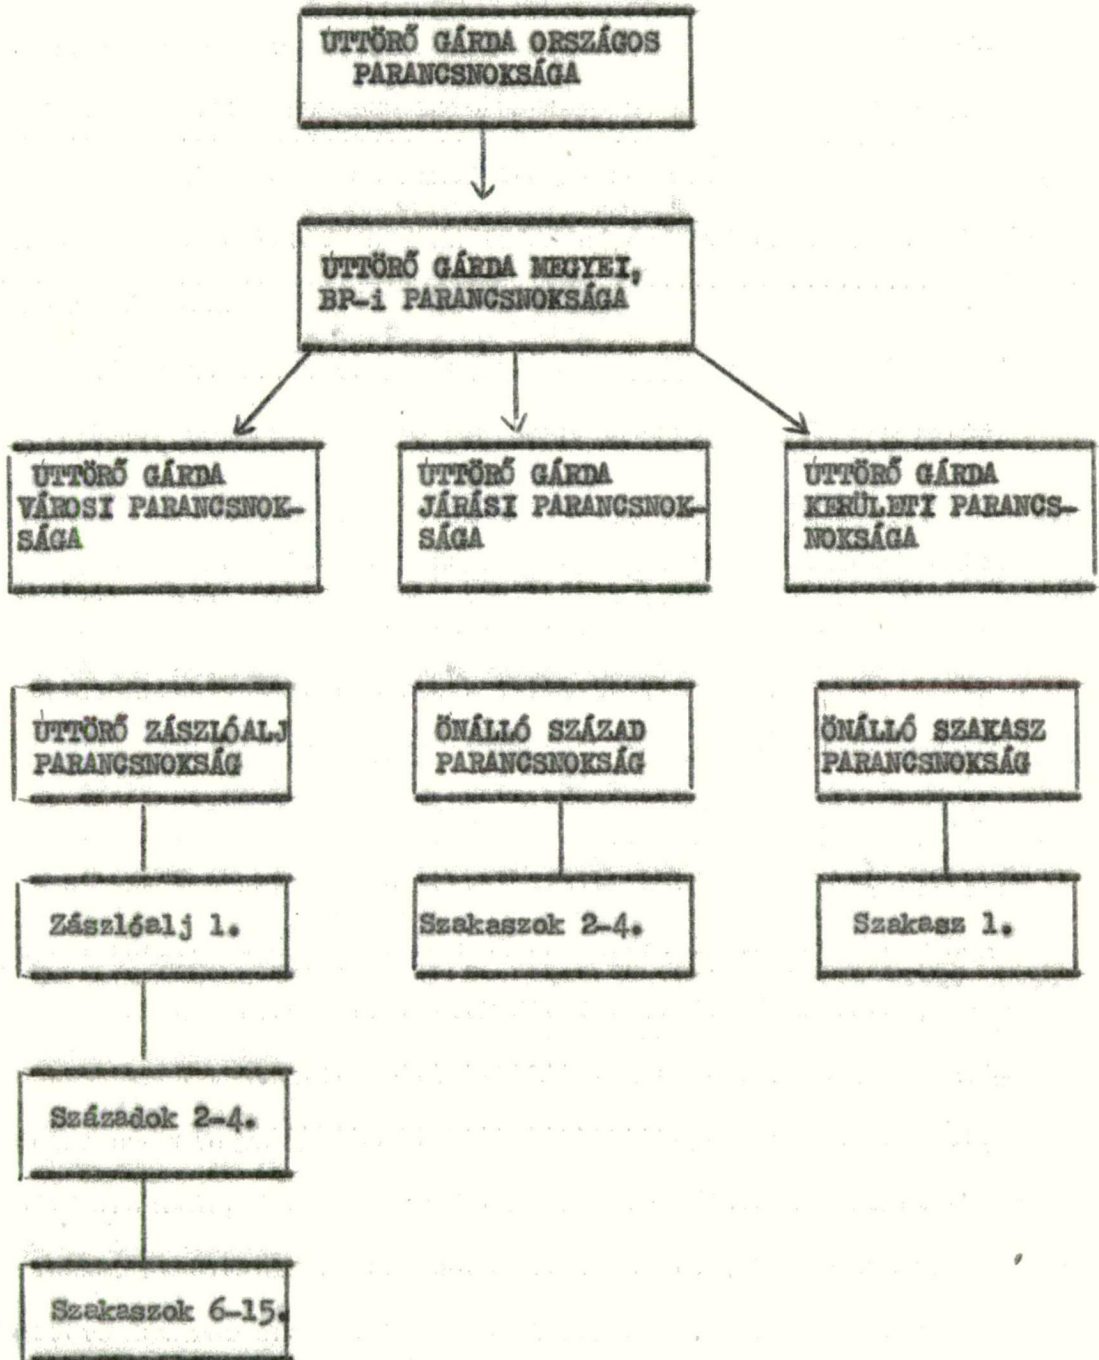 ÚTTÖRŐ GÁRDA ORSZÁGOS
PARANCSNOKSÁGA
ÚTTÖRŐ GÁRDA MEGYEI,
BP-i PARANCSNOKSÁGA
ÚTTÖRŐ GÁRDA
VÁROSI PARANCSNOK-
SÁGA
ÚTTÖRŐ GÁRDA
JÁRÁSI PARANCSNOK-
SÁGA
ÚTTÖRŐ GÁRDA
KERÜLETI PARANCS-
NOKSÁGA
ÚTTÖRŐ ZÁSZLÓALJ
PARANCSNOKSÁG
ÖNÁLLÓ SZÁZAD
PARANCSNOKSÁG
ÖNÁLLÓ SZAKASZ
PARANCSNOKSÁG
Zászlóalj 1.
Szakaszok 2-4.
Szakasz 1.
Századok 2-4.
Szakaszok 6-15.